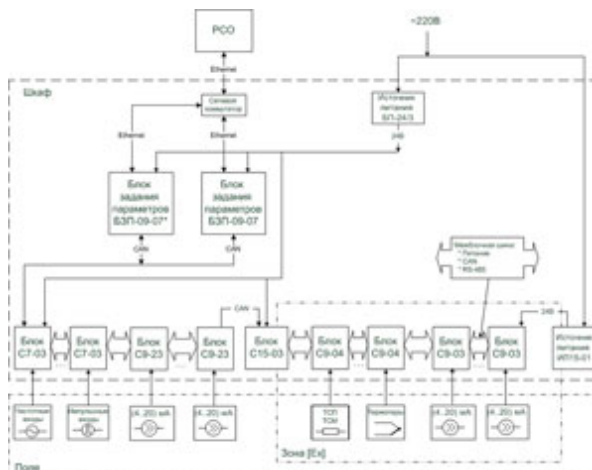 РСО
~220В
Ethernet
Шкаф
Сетевой
коммутатор
Источник
питания
БП-24/3
24В
Ethernet
Ethernet
Блок
задания
параметров
БЗП-09-07*
Блок
задания
параметров
БЗП-09-07
CAN
CAN
Межблочная шина:
* Питание
* CAN
* RS-485
CAN
24В
Блок
С7-03
Блок
С7-03
Блок
С9-23
Блок
С9-23
Блок
С15-03
Блок
С9-04
Блок
С9-04
Блок
С9-03
Блок
С9-03
Источник
питания
Частотные
входы
Импульсные
входы
(4..20) мА
(4..20) мА
ТСП
ТСМ
Термопары
(4..20) мА
(4..20) мА
Зона [Ex]
Поле